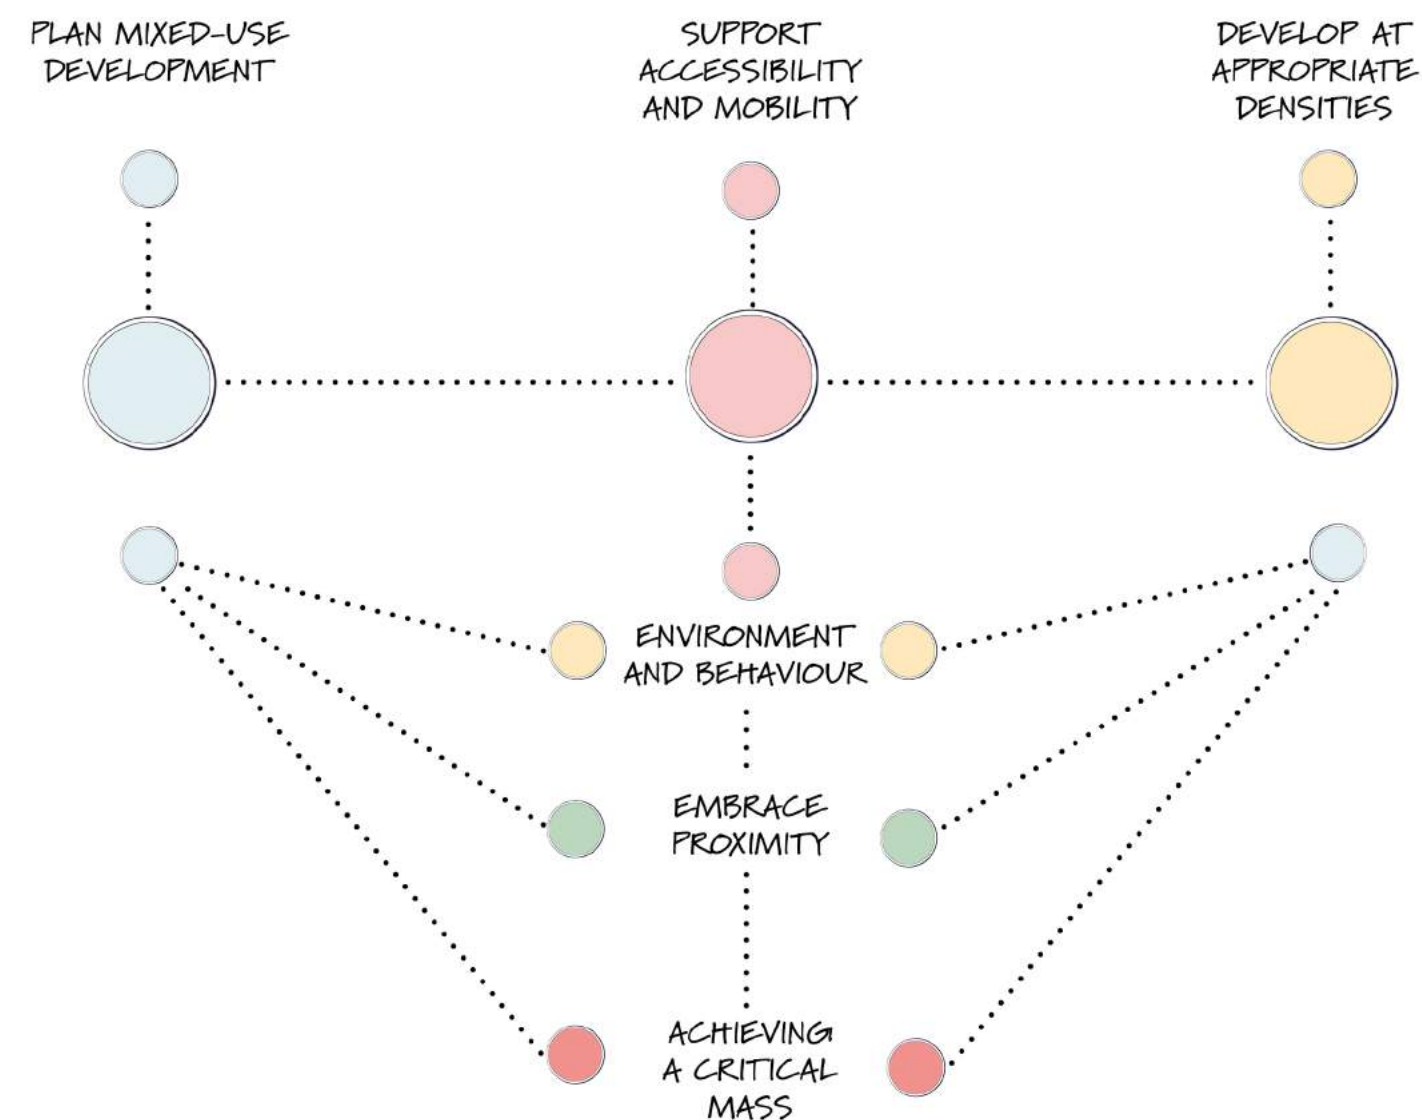 PLAN MIXED-USE
DEVELOPMENT
SUPPORT
ACCESSIBILITY
AND MOBILITY
DEVELOP AT
APPROPRIATE
DENSITIES
ENVIRONMENT
AND BEHAVIOUR
EMBRACE
PROXIMITY
ACHIEVING
A CRITICAL
MASS